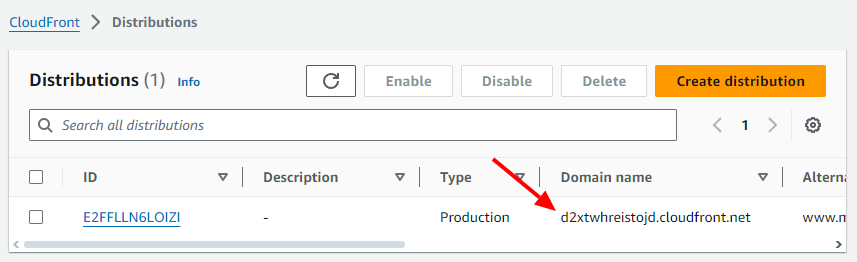 CloudFront > Distributions
Distributions (1) Info Enable Disable Delete Create distribution
Search all distributions 1
ID Description Type Domain name Alterna
E2FFLLN6LOIZI - Production d2xtwhreistojd.cloudfront.net www.m